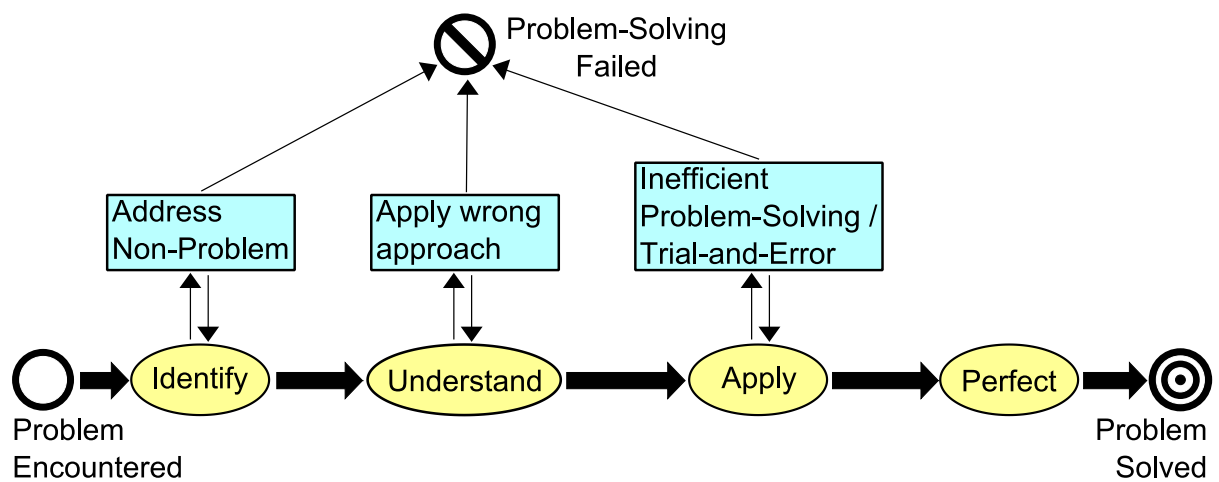 Problem-Solving
Failed
Address
Non-Problem
Apply wrong
approach
Inefficient
Problem-Solving /
Trial-and-Error
Identify
Understand
Apply
Perfect
Problem
Encountered
Problem
Solved